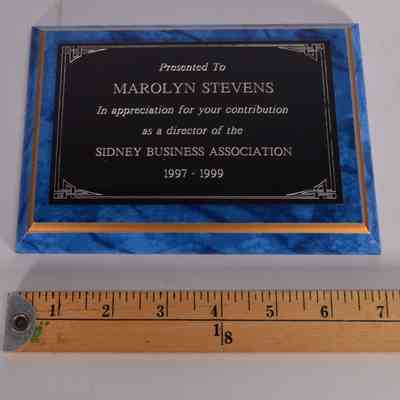 Presented To
MAROLYN STEVENS
In appreciation for your contribution
as a director of the
SIDNEY BUSINESS ASSOCIATION
1997 - 1999
1 2 3 4 5 6 7
1/8